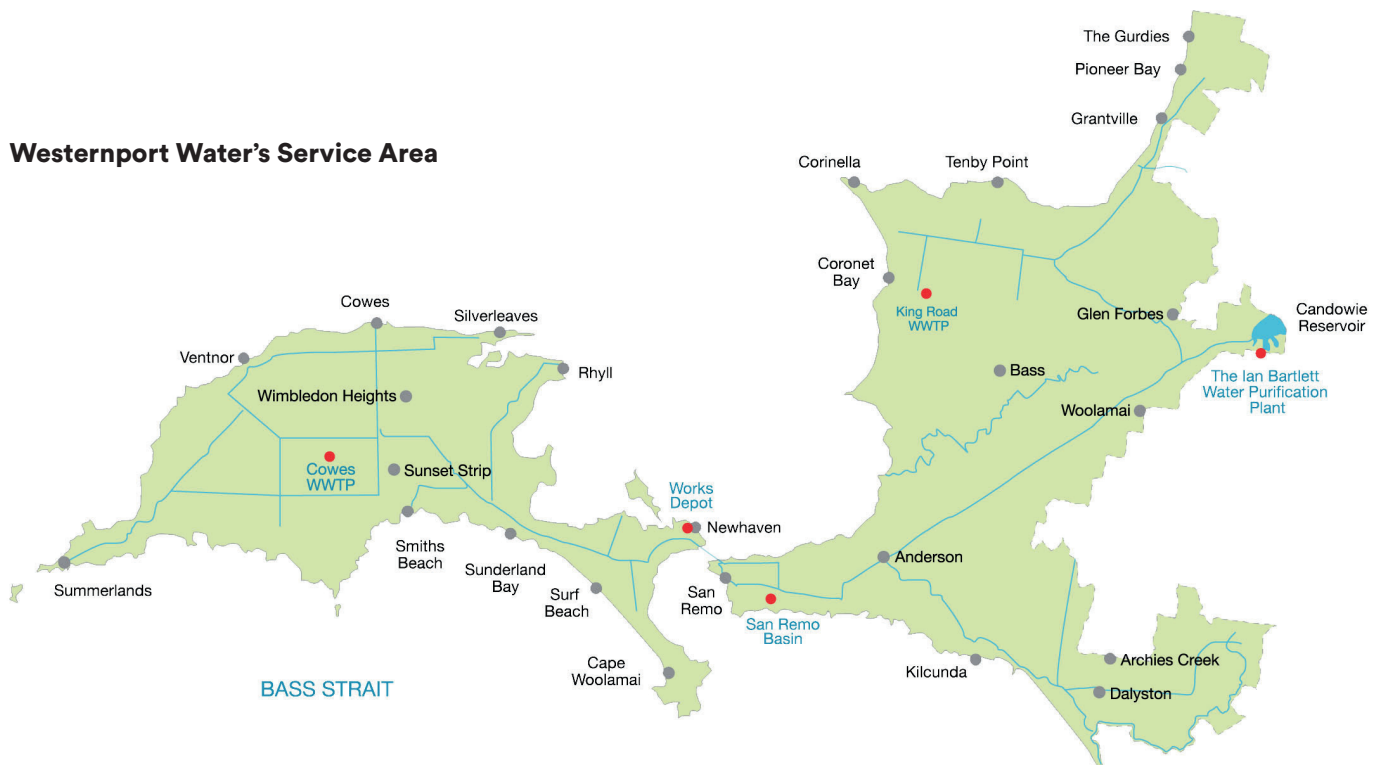 Westernport Water's Service Area
The Gurdies
Pioneer Bay
Grantville
Corinella
Tenby Point
Coronet
Bay
King Road
WWTP
Glen Forbes
Candowie
Reservoir
Bass
The Ian Bartlett
Water Purification
Plant
Woolamai
Cowes
Silverleaves
Ventnor
Rhyll
Wimbledon Heights
Cowes
WWTP
Sunset Strip
Works
Depot
Newhaven
Smiths
Beach
Sunderland
Bay
Surf
Beach
Summerlands
San
Remo
San Remo
Basin
Anderson
Cape
Woolamai
Kilcunda
Archies Creek
Dalyston
BASS STRAIT